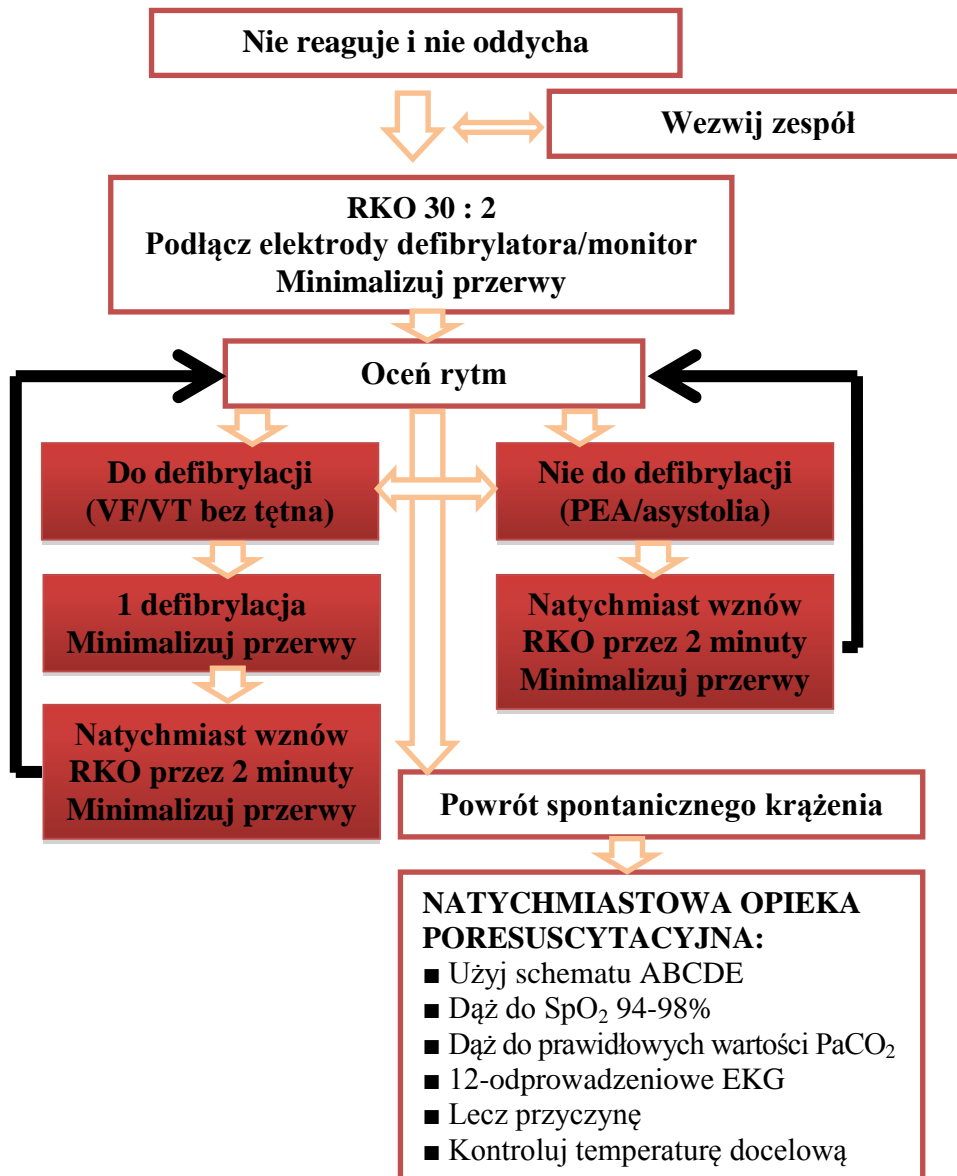 Nie reaguje i nie oddycha
Wezwij zespół
RKO 30 : 2
Podłącz elektrody defibrylatora/monitor
Minimalizuj przerwy
Oceń rytm
Do defibrylacji
(VF/VT bez tętna)
Nie do defibrylacji
(PEA/asystolia)
1 defibrylacja
Minimalizuj przerwy
Natychmiast wznów
RKO przez 2 minuty
Minimalizuj przerwy
Natychmiast wznów
RKO przez 2 minuty
Minimalizuj przerwy
Powrót spontanicznego krążenia
NATYCHMIASTOWA OPIEKA
PORESUSCYTACYJNA:
■ Użyj schematu ABCDE
■ Dąż do SpO₂ 94-98%
■ Dąż do prawidłowych wartości PaCO₂
■ 12-odprowadzeniowe EKG
■ Lecz przyczynę
■ Kontroluj temperaturę docelową